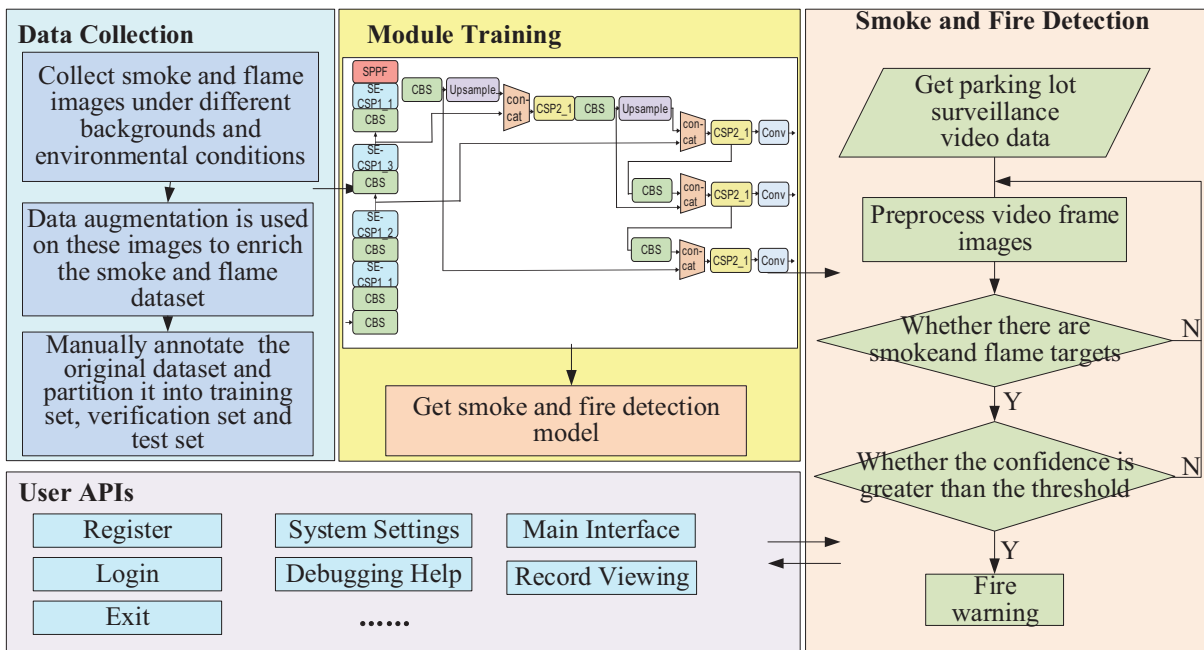 Data Collection
Collect smoke and flame
images under different
backgrounds and
environmental conditions
Data augmentation is used
on these images to enrich
the smoke and flame
dataset
Manually annotate the
original dataset and
partition it into training
set, verification set and
test set
Module Training
SPPF
SE-
CSP1_1
CBS
SE-
CSP1_3
CBS
SE-
CSP1_2
CBS
SE-
CSP1_1
CBS
CBS
CBS
Upsample
con-
cat
CSP2_1
CBS
Upsample
con-
cat
CSP2_1
Conv
CBS
con-
cat
CSP2_1
Conv
CBS
con-
cat
CSP2_1
Conv
Get smoke and fire detection
model
Smoke and Fire Detection
Get parking lot
surveillance
video data
Preprocess video frame
images
Whether there are
smokeand flame targets
N
Y
Whether the confidence is
greater than the threshold
N
Y
Fire
warning
User APIs
Register
System Settings
Main Interface
Login
Debugging Help
Record Viewing
Exit
......